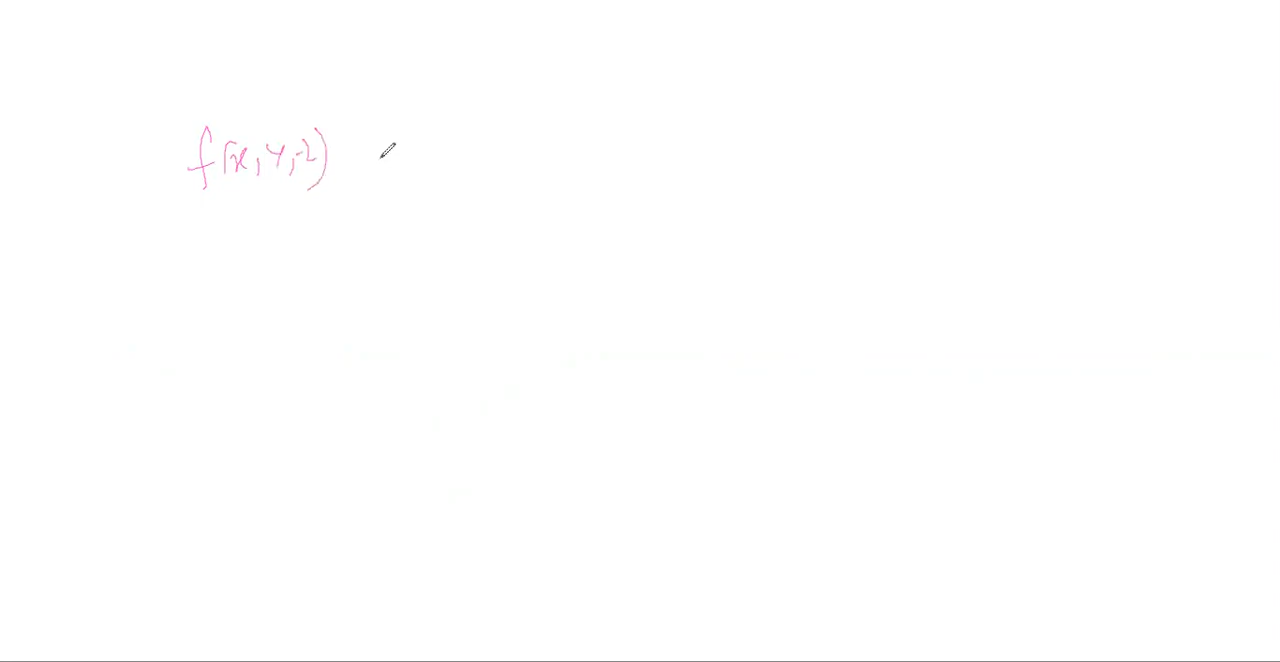 f(x, y, z)